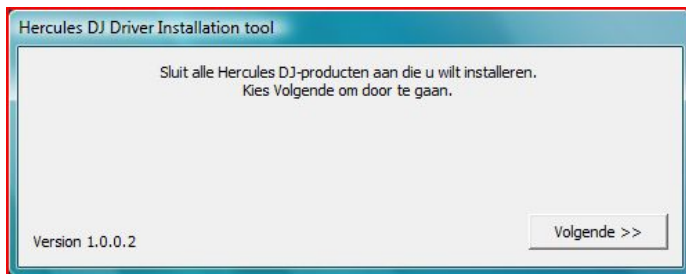 Hercules DJ Driver Installation tool
Sluit alle Hercules DJ-producten aan die u wilt installeren.
Kies Volgende om door te gaan.
Version 1.0.0.2
Volgende >>